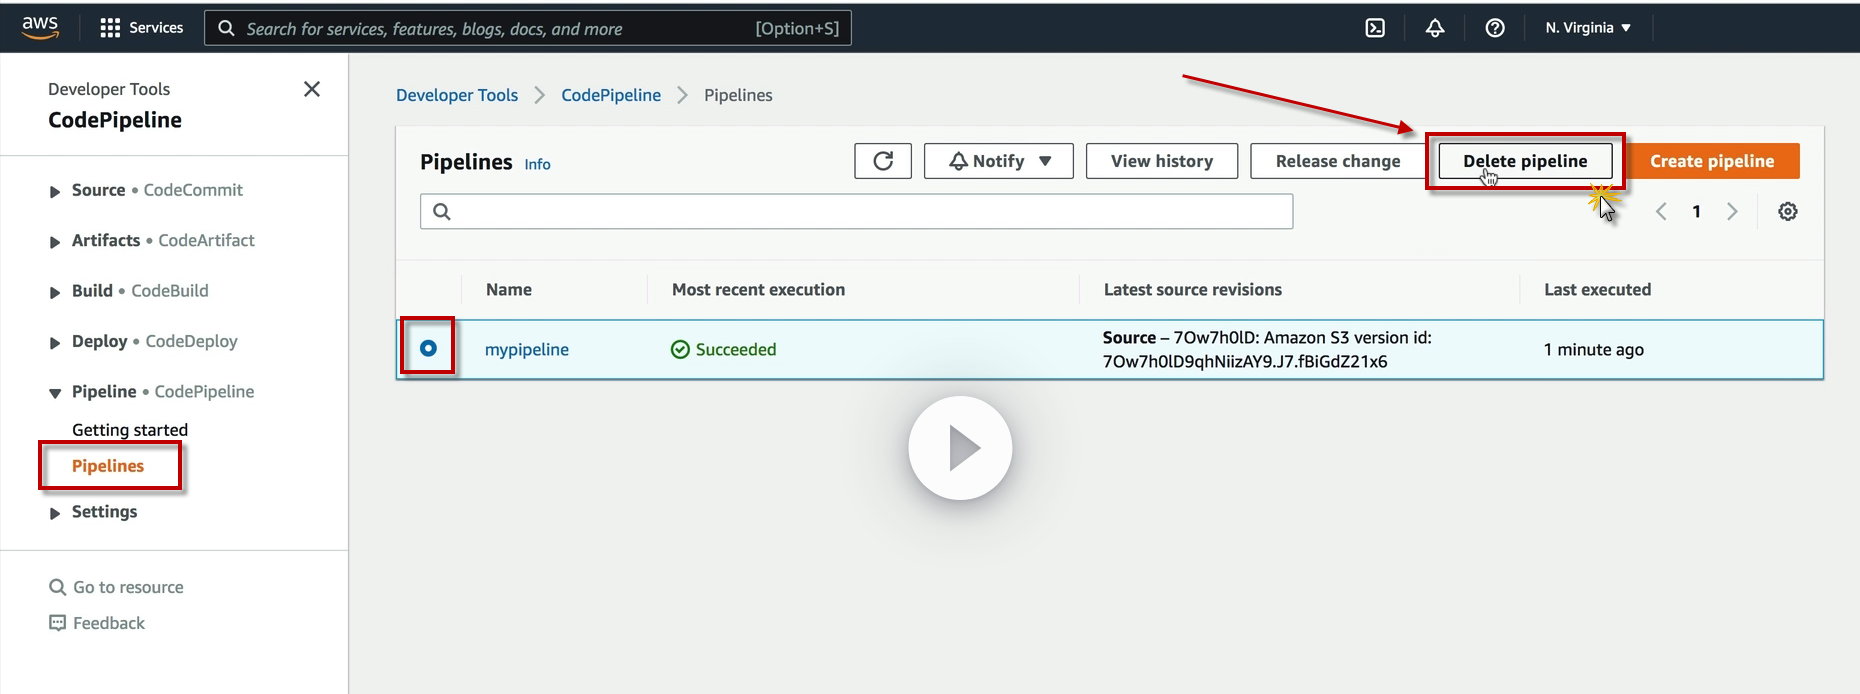 aws
Services
Search for services, features, blogs, docs, and more
[Option+S]
N. Virginia ▼
Developer Tools
CodePipeline
Source • CodeCommit
Artifacts • CodeArtifact
Build • CodeBuild
Deploy • CodeDeploy
Pipeline • CodePipeline
Getting started
Pipelines
Settings
Go to resource
Feedback
Developer Tools > CodePipeline > Pipelines
Pipelines Info
Notify ▼
View history
Release change
Delete pipeline
Create pipeline
1
Name
Most recent execution
Latest source revisions
Last executed
mypipeline
Succeeded
Source – 7Ow7h0lD: Amazon S3 version id:
7Ow7h0lD9qhNiizAY9.J7.fBiGdZ21x6
1 minute ago